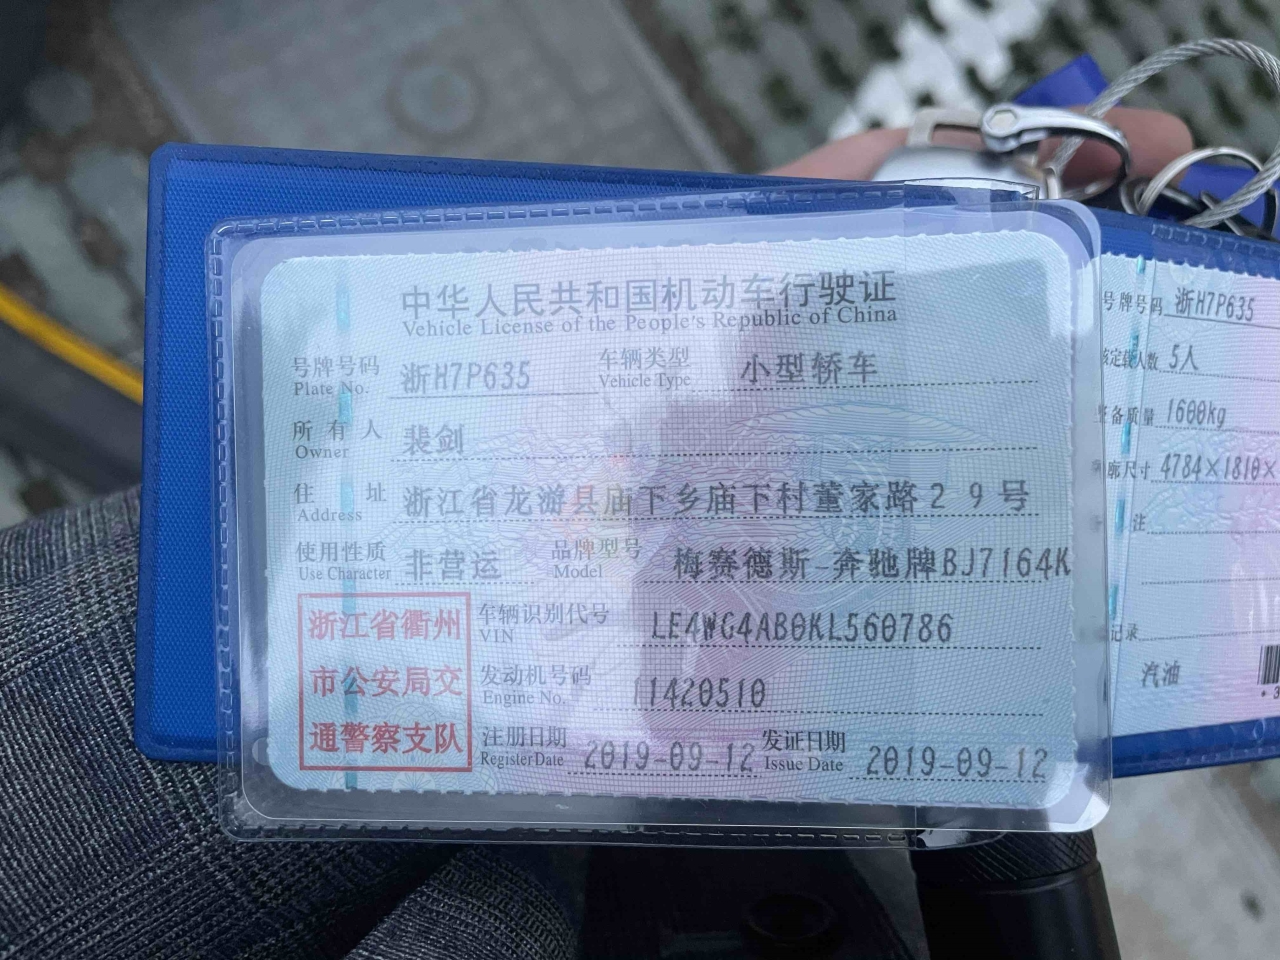 中华人民共和国机动车行驶证
Vehicle License of the People's Republic of China
号牌号码 浙H7P635 车辆类型 小型轿车
Plate No. Vehicle Type
所有人 裴剑
Owner
住址 浙江省龙游县庙下乡庙下村董家路29号
Address
使用性质 非营运 品牌型号 梅赛德斯-奔驰牌BJ7164K
Use Character Model
浙江省衢州
市公安局交
通警察支队
车辆识别代号 LE4WG4AB0KL560786
VIN
发动机号码 11420510
Engine No.
注册日期 2019-09-12 发证日期 2019-09-12
Register Date Issue Date
号牌号码 浙H7P635
核定载人数 5人
整备质量 1600kg
廓尺寸 4784×1810×
注
记录
汽油